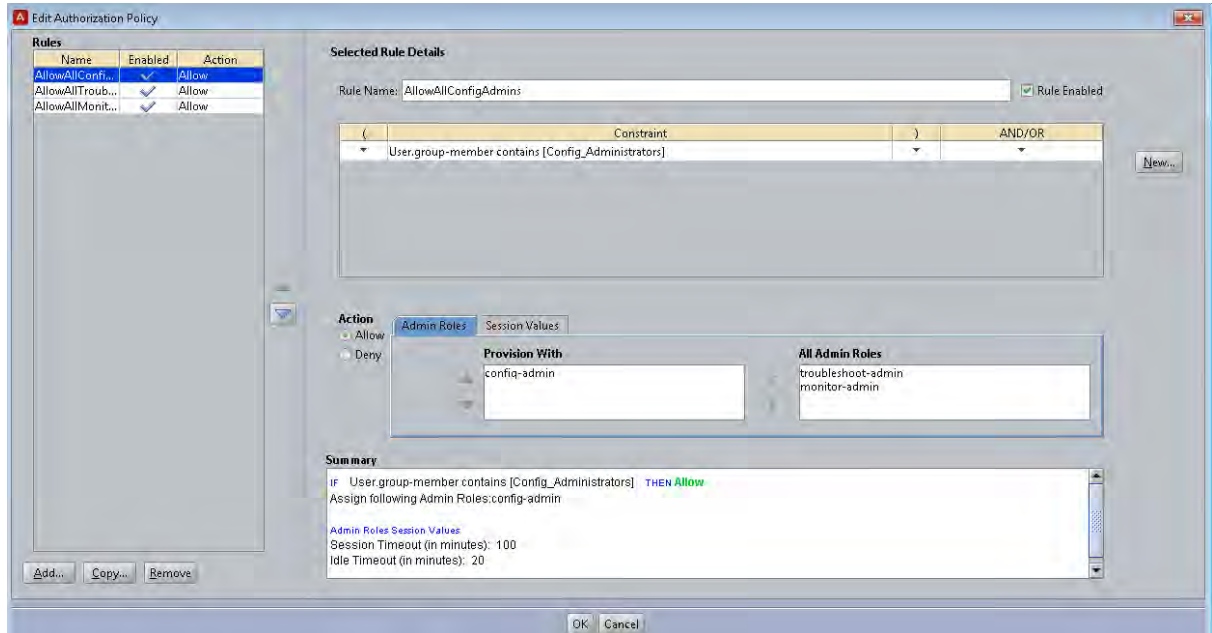 Edit Authorization Policy
Rules
Name Enabled Action
AllowAllConfi... Allow
AllowAllTroub... Allow
AllowAllMonit... Allow
Add... Copy... Remove
Selected Rule Details
Rule Name: AllowAllConfigAdmins Rule Enabled
( Constraint ) AND/OR
User.group-member contains [Config_Administrators]
New...
Action
Allow
Deny
Admin Roles Session Values
Provision With All Admin Roles
config-admin troubleshoot-admin
monitor-admin
Summary
IF User.group-member contains [Config_Administrators] THEN Allow
Assign following Admin Roles:config-admin
Admin Roles Session Values
Session Timeout (in minutes): 100
Idle Timeout (in minutes): 20
OK Cancel